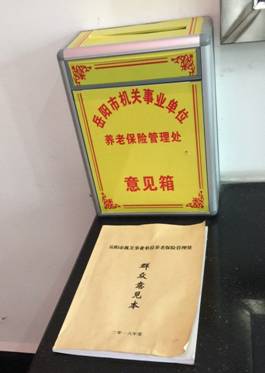 岳阳市机关事业单位
养老保险管理处
意见箱
岳阳市机关事业单位养老保险管理处
群众意见本
二零一六年度